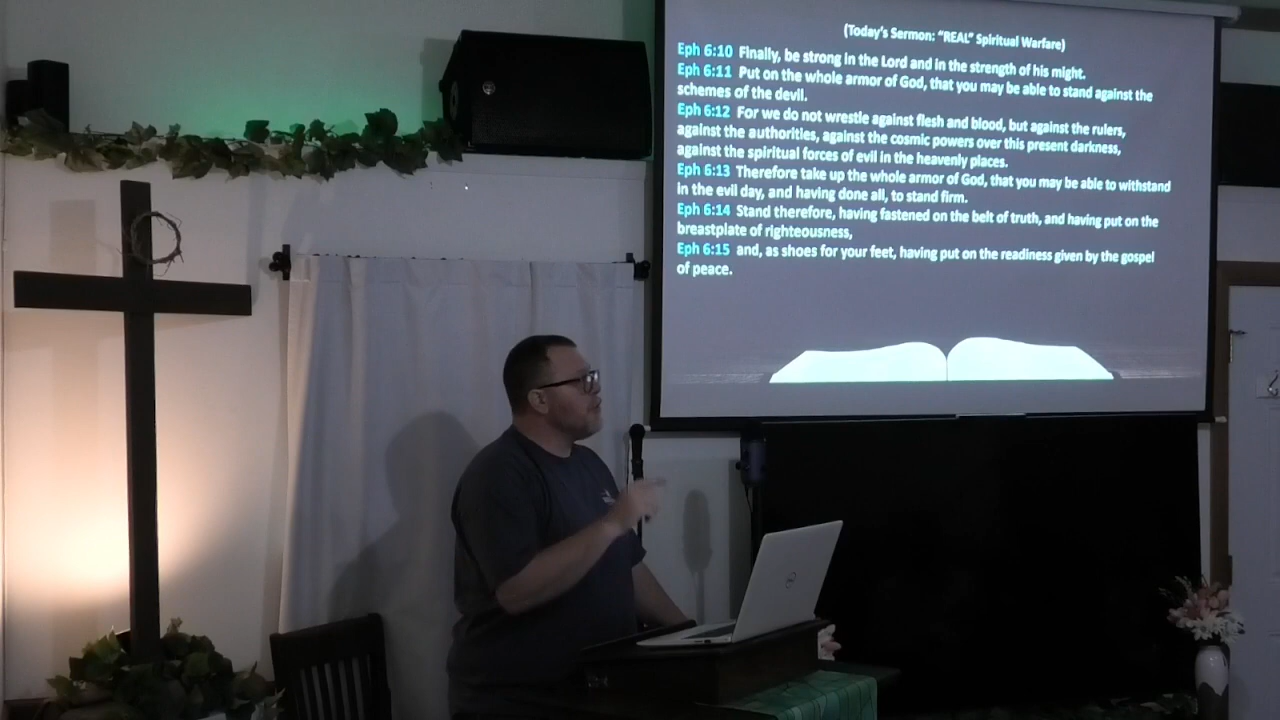 (Today's Sermon: "REAL" Spiritual Warfare)
Eph 6:10 Finally, be strong in the Lord and in the strength of his might.
Eph 6:11 Put on the whole armor of God, that you may be able to stand against the
schemes of the devil.
Eph 6:12 For we do not wrestle against flesh and blood, but against the rulers,
against the authorities, against the cosmic powers over this present darkness,
against the spiritual forces of evil in the heavenly places.
Eph 6:13 Therefore take up the whole armor of God, that you may be able to withstand
in the evil day, and having done all, to stand firm.
Eph 6:14 Stand therefore, having fastened on the belt of truth, and having put on the
breastplate of righteousness,
Eph 6:15 and, as shoes for your feet, having put on the readiness given by the gospel
of peace.
DELL